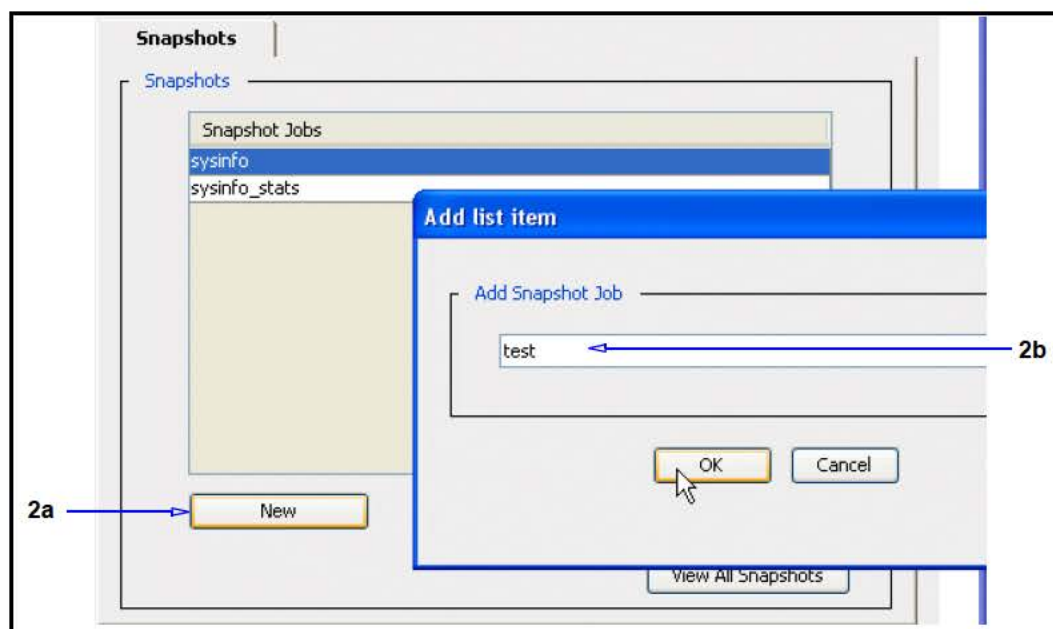 Snapshots
Snapshots
Snapshot Jobs
sysinfo
sysinfo_stats
Add list item
Add Snapshot Job
test
2b
OK
Cancel
2a
New
View All Snapshots